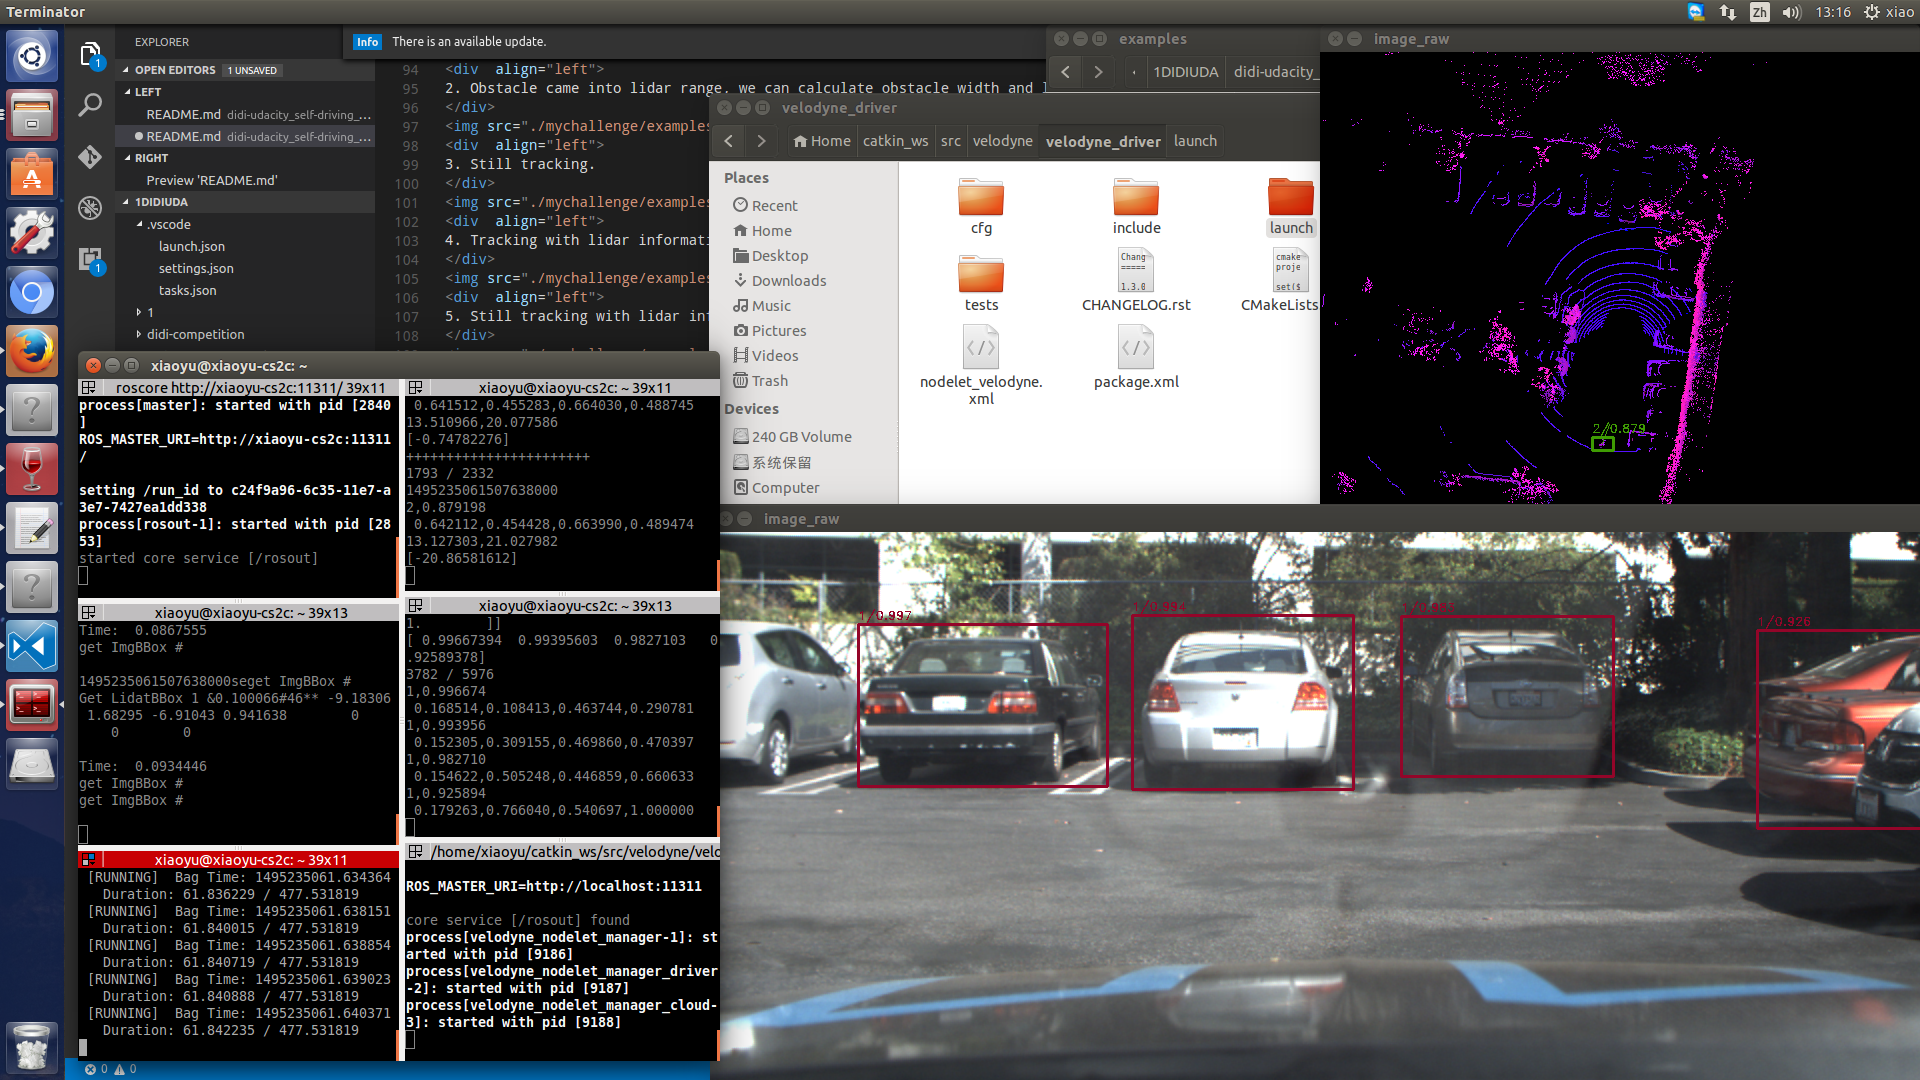 Terminator
Zh
13:16
xiao
EXPLORER
OPEN EDITORS 1 UNSAVED
LEFT
README.md didi-udacity_self-driving_...
README.md didi-udacity_self-driving_...
RIGHT
Preview 'README.md'
1DIDIUDA
.vscode
launch.json
settings.json
tasks.json
1
didi-competition
1
1
Info There is an available update.
94 <div  align="left">
95 2. Obstacle came into lidar range, we can calculate obstacle width and l
96 </div>
97 <img src="./mychallenge/examples
98 <div  align="left">
99 3. Still tracking.
100 </div>
101 <img src="./mychallenge/examples
102 <div  align="left">
103 4. Tracking with lidar informati
104 </div>
105 <img src="./mychallenge/examples
106 <div  align="left">
107 5. Still tracking with lidar inf
108 </div>
examples
1DIDIUDA didi-udacity_
velodyne_driver
Home catkin_ws src velodyne velodyne_driver launch
Places
Recent
Home
Desktop
Downloads
Music
Pictures
Videos
Trash
Devices
240 GB Volume
系统保留
Computer
cfg
include
launch
tests
Chang
=====
1.3.0
CHANGELOG.rst
cmake
proje
set($
CMakeLists
nodelet_velodyne.
xml
package.xml
image_raw
2//0.879
xiaoyu@xiaoyu-cs2c: ~
roscore http://xiaoyu-cs2c:11311/ 39x11
process[master]: started with pid [2840
]
ROS_MASTER_URI=http://xiaoyu-cs2c:11311
/
setting /run_id to c24f9a96-6c35-11e7-a
3e7-7427ea1dd338
process[rosout-1]: started with pid [28
53]
started core service [/rosout]
xiaoyu@xiaoyu-cs2c: ~ 39x11
0.641512,0.455283,0.664030,0.488745
13.510966,20.077586
[-0.74782276]
+++++++++++++++++++++++
1793 / 2332
1495235061507638000
2,0.879198
0.642112,0.454428,0.663990,0.489474
13.127303,21.027982
[-20.86581612]
xiaoyu@xiaoyu-cs2c: ~ 39x13
Time:  0.0867555
get ImgBBox #
1495235061507638000seget ImgBBox #
Get LidatBBox 1 &0.100066#46** -9.18306
1.68295 -6.91043 0.941638        0
0        0
Time:  0.0934446
get ImgBBox #
get ImgBBox #
xiaoyu@xiaoyu-cs2c: ~ 39x13
1.        ]]
[ 0.99667394  0.99395603  0.9827103   0
.92589378]
3782 / 5976
1,0.996674
0.168514,0.108413,0.463744,0.290781
1,0.993956
0.152305,0.309155,0.469860,0.470397
1,0.982710
0.154622,0.505248,0.446859,0.660633
1,0.925894
0.179263,0.766040,0.540697,1.000000
xiaoyu@xiaoyu-cs2c: ~ 39x11
[RUNNING]  Bag Time: 1495235061.634364
Duration: 61.836229 / 477.531819
[RUNNING]  Bag Time: 1495235061.638151
Duration: 61.840015 / 477.531819
[RUNNING]  Bag Time: 1495235061.638854
Duration: 61.840719 / 477.531819
[RUNNING]  Bag Time: 1495235061.639023
Duration: 61.840888 / 477.531819
[RUNNING]  Bag Time: 1495235061.640371
Duration: 61.842235 / 477.531819
/home/xiaoyu/catkin_ws/src/velodyne/velo
ROS_MASTER_URI=http://localhost:11311
core service [/rosout] found
process[velodyne_nodelet_manager-1]: st
arted with pid [9186]
process[velodyne_nodelet_manager_driver
-2]: started with pid [9187]
process[velodyne_nodelet_manager_cloud-
3]: started with pid [9188]
image_raw
1/0.997
1/0.994
1/0.926
0 0